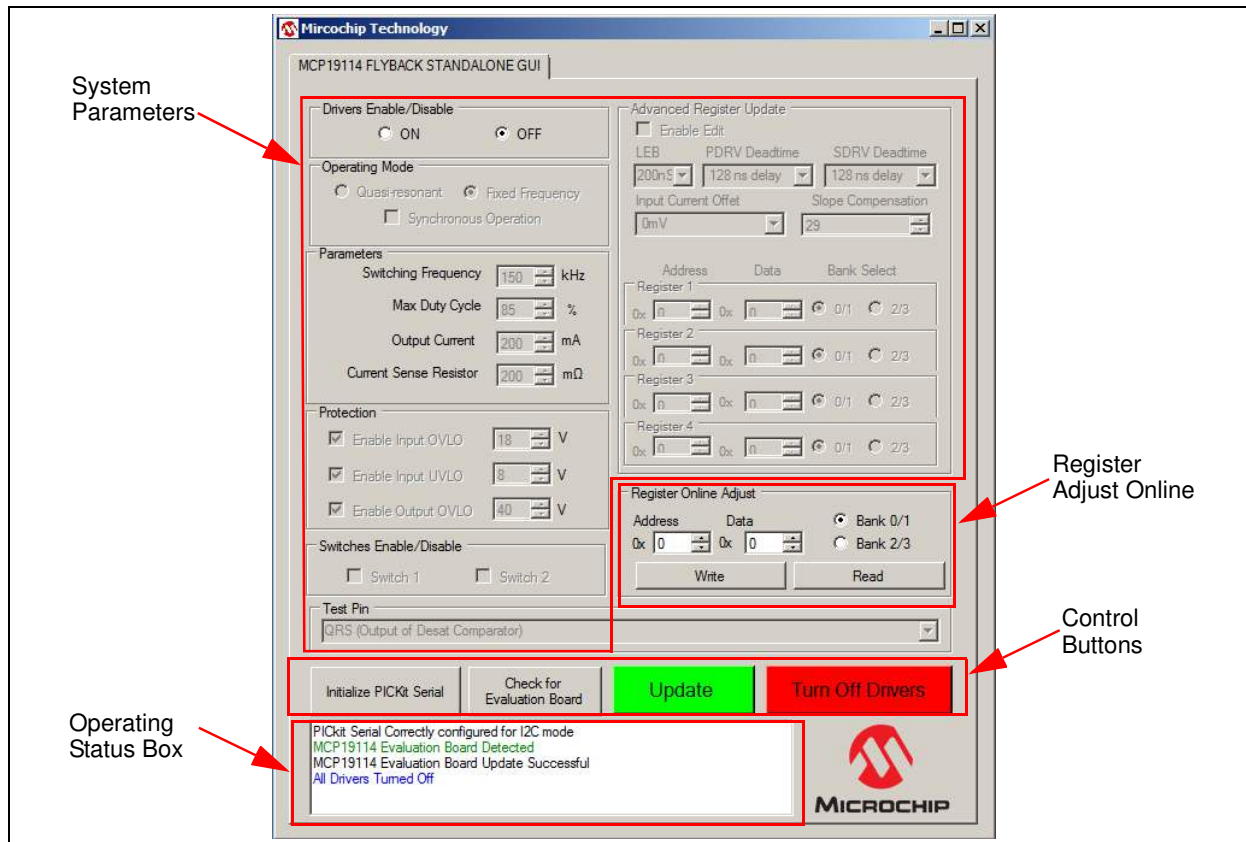 Mircochip Technology
MCP19114 FLYBACK STANDALONE GUI
System
Parameters
Drivers Enable/Disable
ON OFF
Operating Mode
Quasi-resonant Fixed Frequency
Synchronous Operation
Parameters
Switching Frequency 150 kHz
Max Duty Cycle 85 %
Output Current 200 mA
Current Sense Resistor 200 mΩ
Protection
Enable Input OVLO 18 V
Enable Input UVLO 8 V
Enable Output OVLO 40 V
Switches Enable/Disable
Switch 1 Switch 2
Test Pin
QRS (Output of Desat Comparator)
Advanced Register Update
Enable Edit
LEB PDRV Deadtime SDRV Deadtime
200nS 128 ns delay 128 ns delay
Input Current Offet Slope Compensation
0mV 29
Address Data Bank Select
Register 1
0x 0 0x 0 0/1 2/3
Register 2
0x 0 0x 0 0/1 2/3
Register 3
0x 0 0x 0 0/1 2/3
Register 4
0x 0 0x 0 0/1 2/3
Register Online Adjust
Address Data Bank 0/1
0x 0 0x 0 Bank 2/3
Write Read
Register
Adjust Online
Control
Buttons
Initialize PICKit Serial
Check for
Evaluation Board
Update
Turn Off Drivers
Operating
Status Box
PICkit Serial Correctly configured for I2C mode
MCP19114 Evaluation Board Detected
MCP19114 Evaluation Board Update Successful
All Drivers Turned Off
MICROCHIP